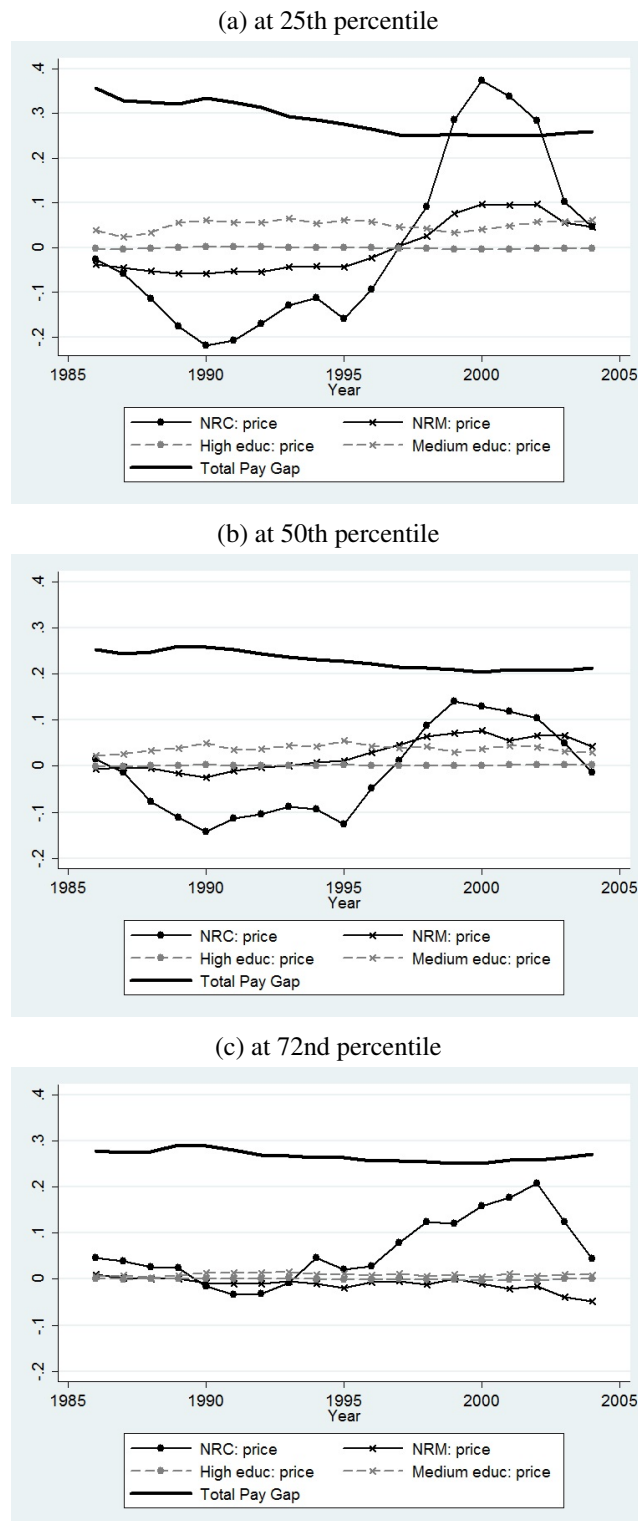 (a) at 25th percentile
.4
.3
.2
.1
0
-.1
-.2
1985 1990 1995 2000 2005
Year
NRC: price NRM: price
High educ: price Medium educ: price
Total Pay Gap
(b) at 50th percentile
.4
.3
.2
.1
0
-.1
-.2
1985 1990 1995 2000 2005
Year
NRC: price NRM: price
High educ: price Medium educ: price
Total Pay Gap
(c) at 72nd percentile
.4
.3
.2
.1
0
-.1
-.2
1985 1990 1995 2000 2005
Year
NRC: price NRM: price
High educ: price Medium educ: price
Total Pay Gap